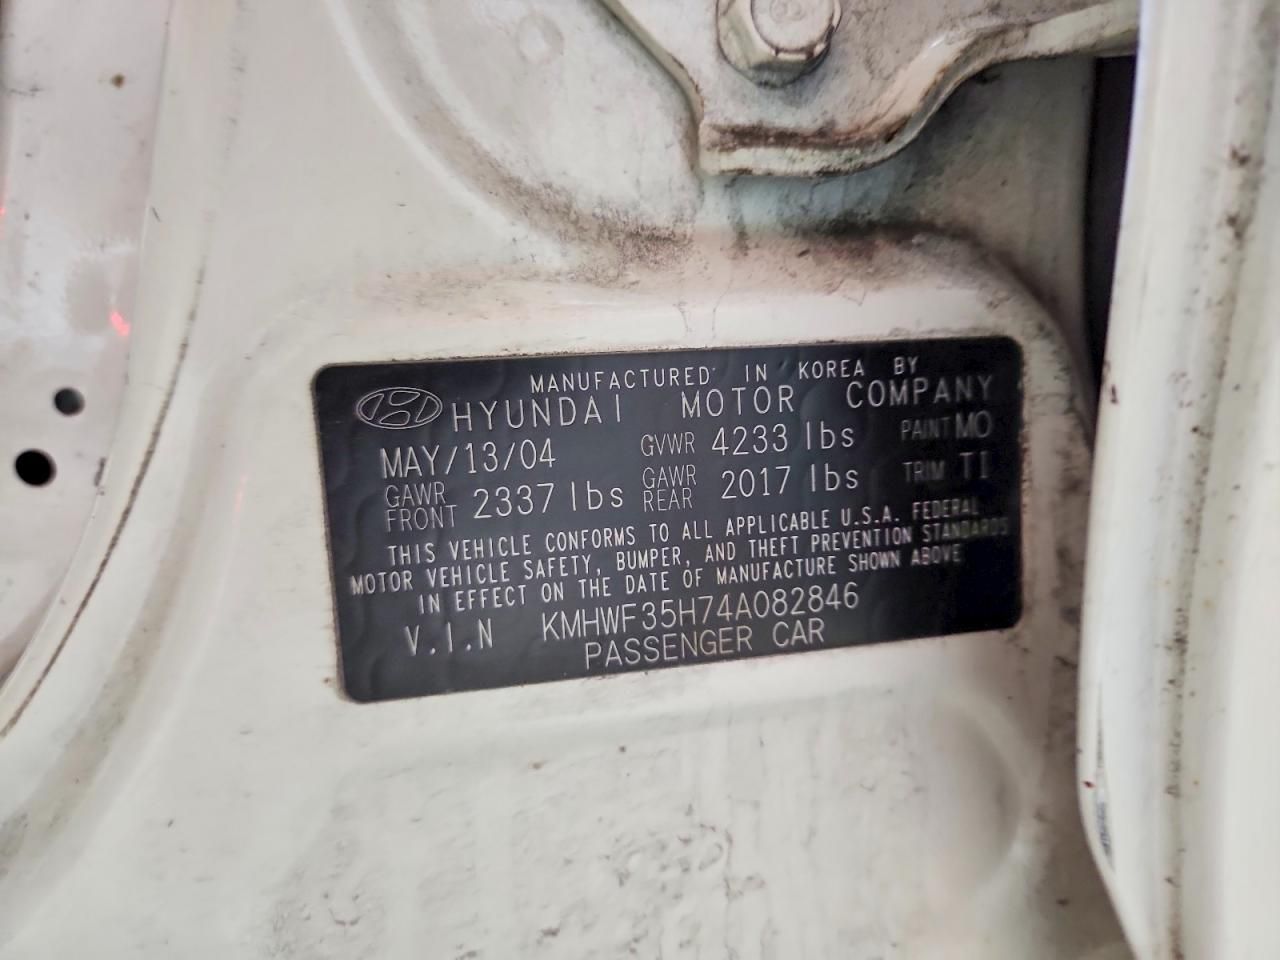 MANUFACTURED IN KOREA BY
HYUNDAI MOTOR COMPANY
MAY/13/04 GVWR 4233 lbs PAINT MO
GAWR FRONT 2337 lbs GAWR REAR 2017 lbs TRIM TI
THIS VEHICLE CONFORMS TO ALL APPLICABLE U.S.A. FEDERAL
MOTOR VEHICLE SAFETY, BUMPER, AND THEFT PREVENTION STANDARDS
IN EFFECT ON THE DATE OF MANUFACTURE SHOWN ABOVE
V.I.N KMHWF35H74A082846
PASSENGER CAR